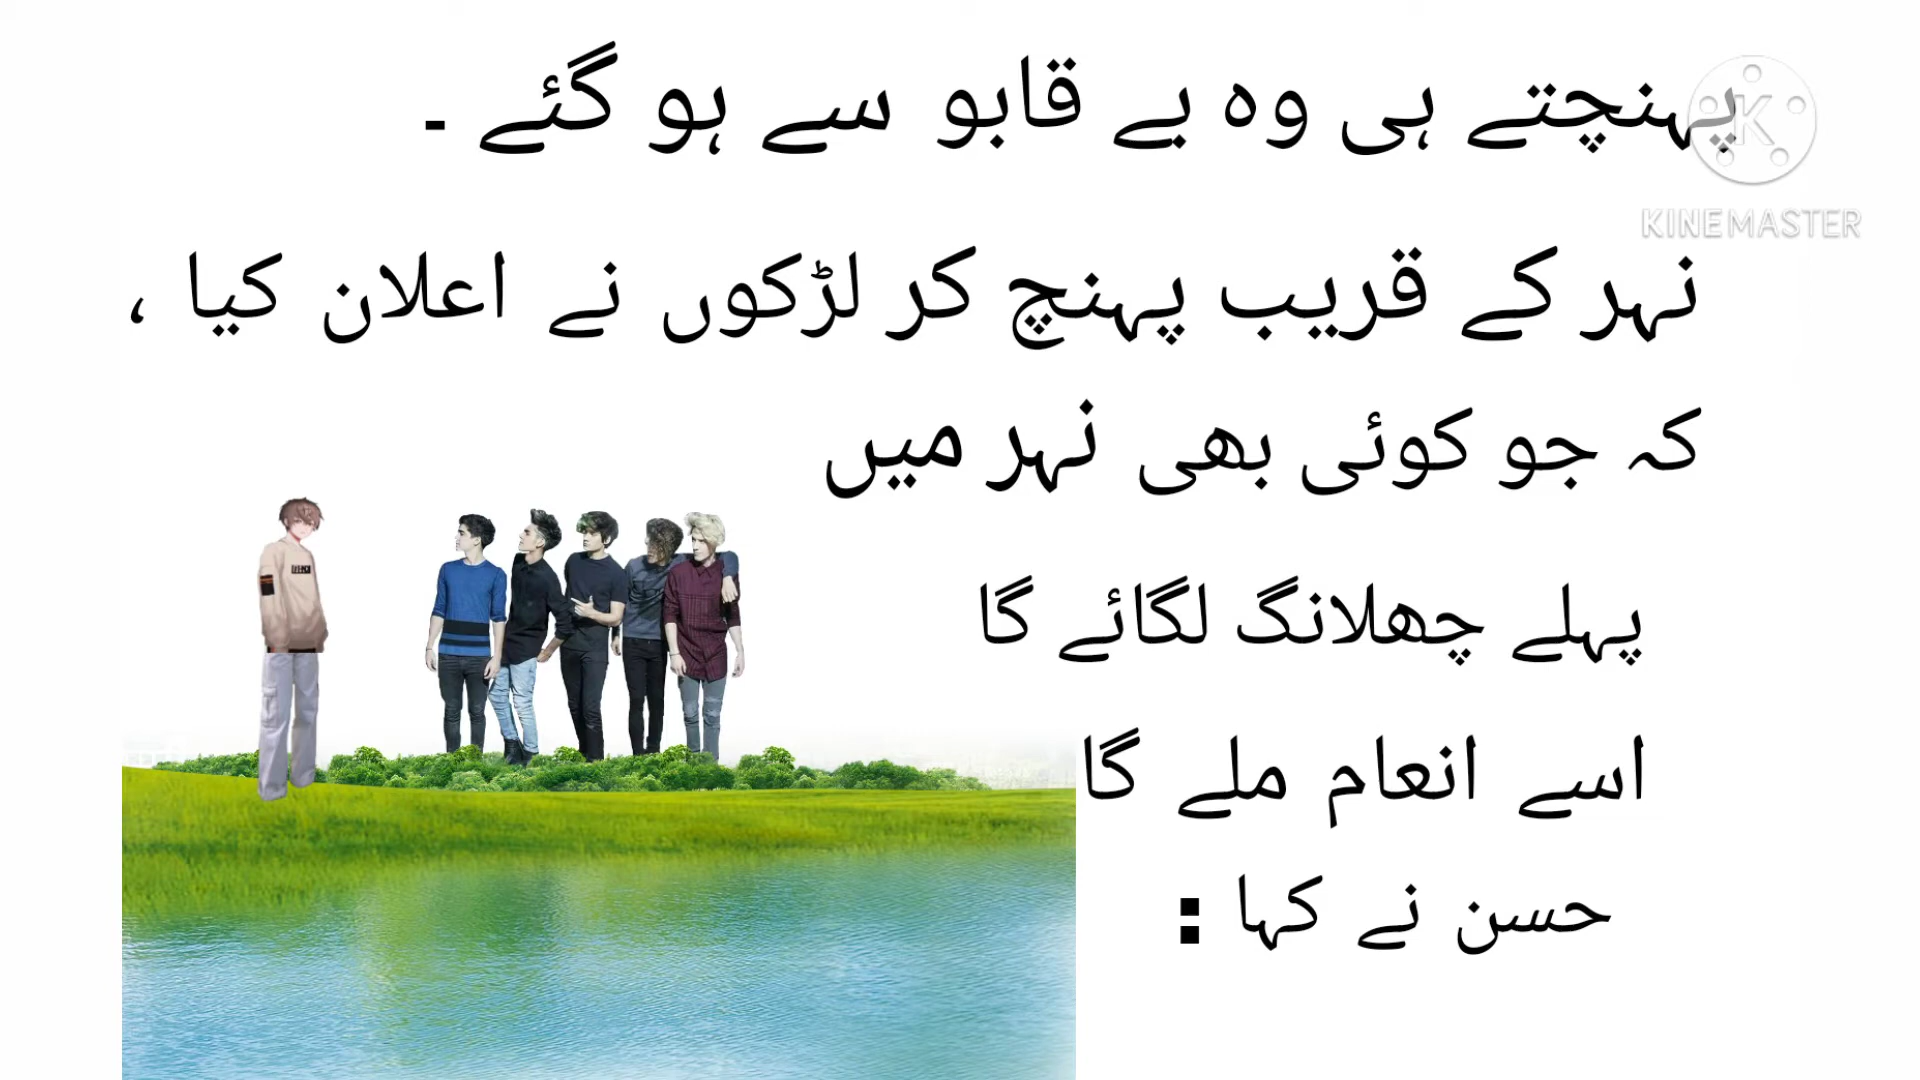 پہنچتے ہی وہ بے قابو سے ہو گئے ۔
KINEMASTER
نہر کے قریب پہنچ کر لڑکوں نے اعلان کیا ،
کہ جو کوئی بھی نہر میں
پہلے چھلانگ لگائے گا
اسے انعام ملے گا
حسن نے کہا :